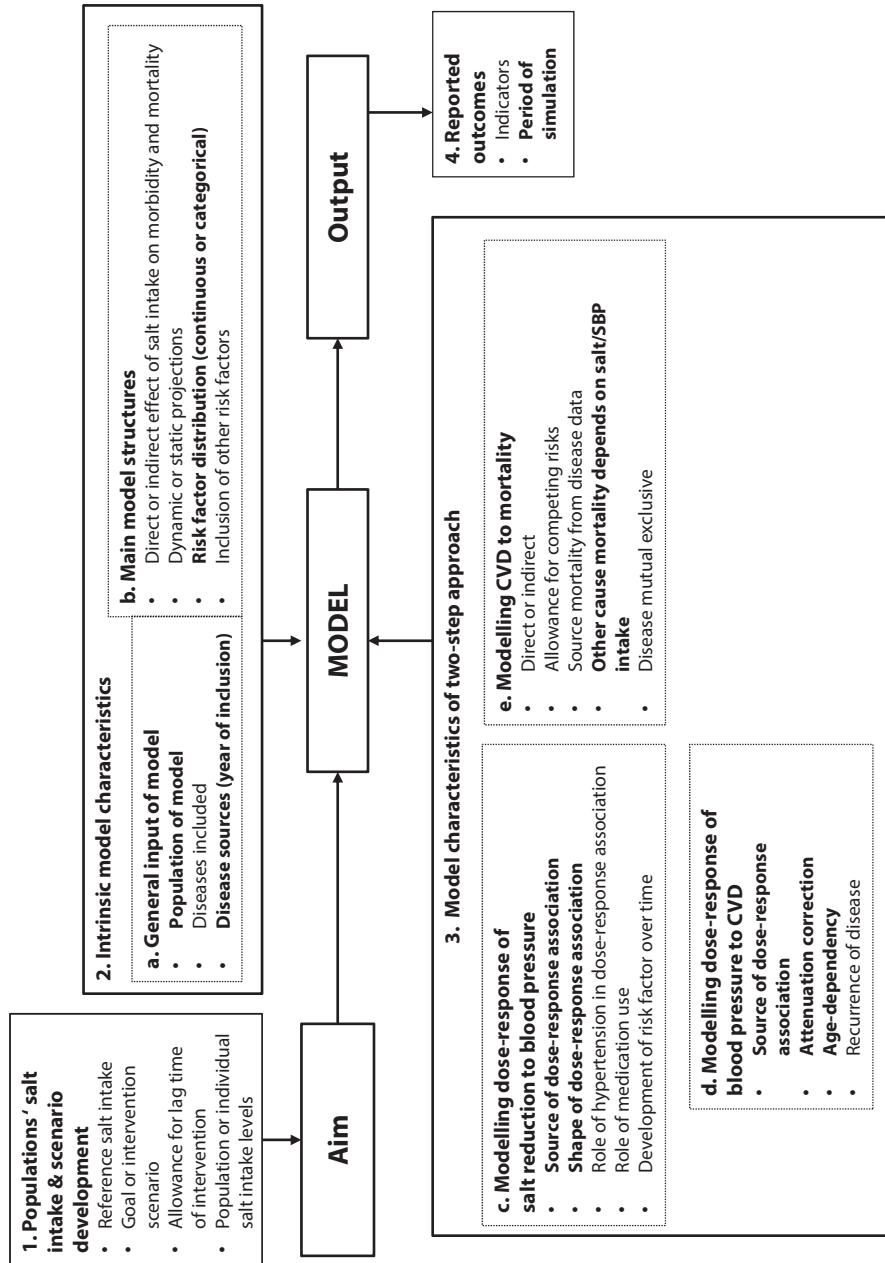 1. Populations ‘ salt
intake & scenario
development
• Reference salt intake
• Goal or intervention
scenario
• Allowance for lag time
of intervention
• Population or individual
salt intake levels
2. Intrinsic model characteristics
a. General input of model
• Population of model
• Diseases included
• Disease sources (year of inclusion)
b. Main model structures
• Direct or indirect effect of salt intake on morbidity and mortality
• Dynamic or static projections
• Risk factor distribution (continuous or categorical)
• Inclusion of other risk factors
Aim
MODEL
Output
4. Reported
outcomes
• Indicators
• Period of
simulation
3. Model characteristics of two-step approach
c. Modelling dose-response of
salt reduction to blood pressure
• Source of dose-response association
• Shape of dose-response association
• Role of hypertension in dose-response association
• Role of medication use
• Development of risk factor over time
e. Modelling CVD to mortality
• Direct or indirect
• Allowance for competing risks
• Source mortality from disease data
• Other cause mortality depends on salt/SBP
intake
• Disease mutual exclusive
d. Modelling dose-response of
blood pressure to CVD
• Source of dose-response
association
• Attenuation correction
• Age-dependency
• Recurrence of disease